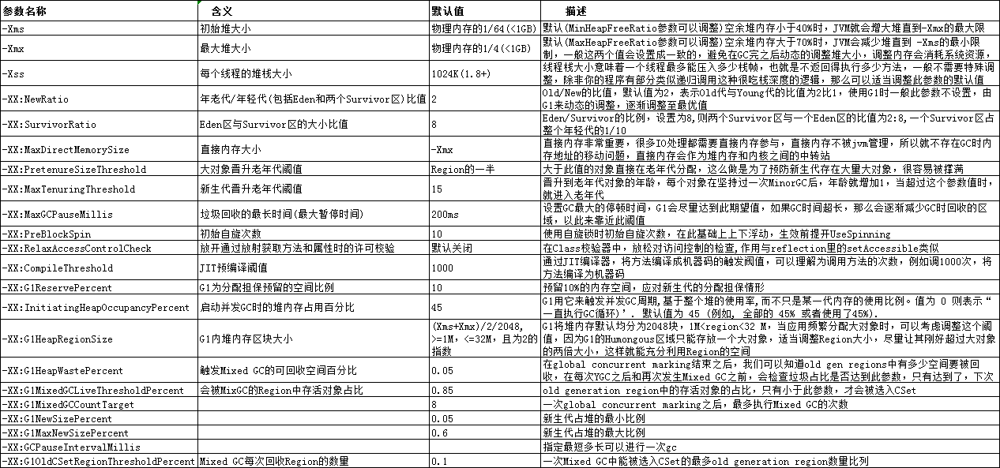 参数名称 含义 默认值 描述
-Xms 初始堆大小 物理内存的1/64(<1GB) 默认(MinHeapFreeRatio参数可以调整)空余堆内存小于40%时，JVM就会增大堆直到-Xmx的最大限
-Xmx 最大堆大小 物理内存的1/4(<1GB) 默认(MaxHeapFreeRatio参数可以调整)空余堆内存大于70%时，JVM会减少堆直到 -Xms的最小限
制，一般这两个值会设置成一致的，避免在GC完之后动态的调整堆大小，调整内存会消耗系统资源，
-Xss 每个线程的堆栈大小 1024K(1.8+) 线程栈大小意味着一个线程最多能压入多少栈帧，也就是不返回得执行多少方法，一般不需要特殊调
整，除非你的程序有部分类似递归调用这种很吃栈深度的逻辑，那么可以适当调整此参数的默认值
-XX:NewRatio 年老代/年轻代(包括Eden和两个Survivor区)比值 2 Old/New的比值，默认值为2，表示Old代与Young代的比值为2比1，使用G1时一般此参数不设置，由
G1来动态的调整，逐渐调整至最优值
-XX:SurvivorRatio Eden区与Survivor区的大小比值 8 Eden/Survivor的比例，设置为8,则两个Survivor区与一个Eden区的比值为2:8,一个Survivor区占
整个年轻代的1/10
-XX:MaxDirectMemorySize 直接内存大小 -Xmx 直接内存非常重要，很多IO处理都需要直接内存参与，直接内存不被jvm管理，所以就不存在GC时内
存地址的移动问题，直接内存会作为堆内存和内核之间的中转站
-XX:PretenureSizeThreshold 大对象晋升老年代阈值 Region的一半 大于此值的对象直接在老年代分配，这么做是为了预防新生代存在大量大对象，很容易被撑满
-XX:MaxTenuringThreshold 新生代晋升老年代阈值 15 晋升到老年代对象的年龄，每个对象在坚持过一次MinorGC后，年龄就增加1，当超过这个参数值时，
就进入老年代
-XX:MaxGCPauseMillis 垃圾回收的最长时间(最大暂停时间) 200ms 设置GC最大的停顿时间，G1会尽量达到此期望值，如果GC时间超长，那么会逐渐减少GC时回收的区
域，以此来靠近此阈值
-XX:PreBlockSpin 初始自旋次数 10 使用自旋锁时初始自旋次数，在此基础上上下浮动，生效前提开UseSpinning
-XX:RelaxAccessControlCheck 放开通过放射获取方法和属性时的许可校验 默认关闭 在Class校验器中，放松对访问控制的检查,作用与reflection里的setAccessible类似
-XX:CompileThreshold JIT预编译阈值 1000 通过JIT编译器，将方法编译成机器码的触发阀值，可以理解为调用方法的次数，例如调1000次，将
方法编译为机器码
-XX:G1ReservePercent G1为分配担保预留的空间比例 10 预留10%的内存空间，应对新生代的分配担保情形
-XX:InitiatingHeapOccupancyPercent 启动并发GC时的堆内存占用百分比 45 G1用它来触发并发GC周期,基于整个堆的使用率,而不只是某一代内存的使用比例。值为 0 则表示“
一直执行GC循环)’. 默认值为 45 (例如, 全部的 45% 或者使用了45%).
-XX:G1HeapRegionSize G1内堆内存区块大小 (Xms+Xmx)/2/2048,
>=1M，<=32M，且为2的
指数 G1将堆内存默认均分为2048块，1M<region<32 M，当应用频繁分配大对象时，可以考虑调整这个阈
值，因为G1的Humongous区域只能存放一个大对象，适当调整Region大小，尽量让其刚好超过大对象
的两倍大小，这样就能充分利用Region的空间
-XX:G1HeapWastePercent 触发Mixed GC的可回收空间百分比 0.05 在global concurrent marking结束之后，我们可以知道old gen regions中有多少空间要被回
收，在每次YGC之后和再次发生Mixed GC之前，会检查垃圾占比是否达到此参数，只有达到了，下次
-XX:G1MixedGCLiveThresholdPercent 会被MixGC的Region中存活对象占比 0.85 old generation region中的存活对象的占比，只有小于此参数，才会被选入CSet
-XX:G1MixedGCCountTarget 8 一次global concurrent marking之后，最多执行Mixed GC的次数
-XX:G1NewSizePercent 0.05 新生代占堆的最小比例
-XX:G1MaxNewSizePercent 0.6 新生代占堆的最大比例
-XX:GCPauseIntervalMillis 指定最短多长可以进行一次gc
-XX:G1OldCSetRegionThresholdPercent Mixed GC每次回收Region的数量 0.1 一次Mixed GC中能被选入CSet的最多old generation region数量比列